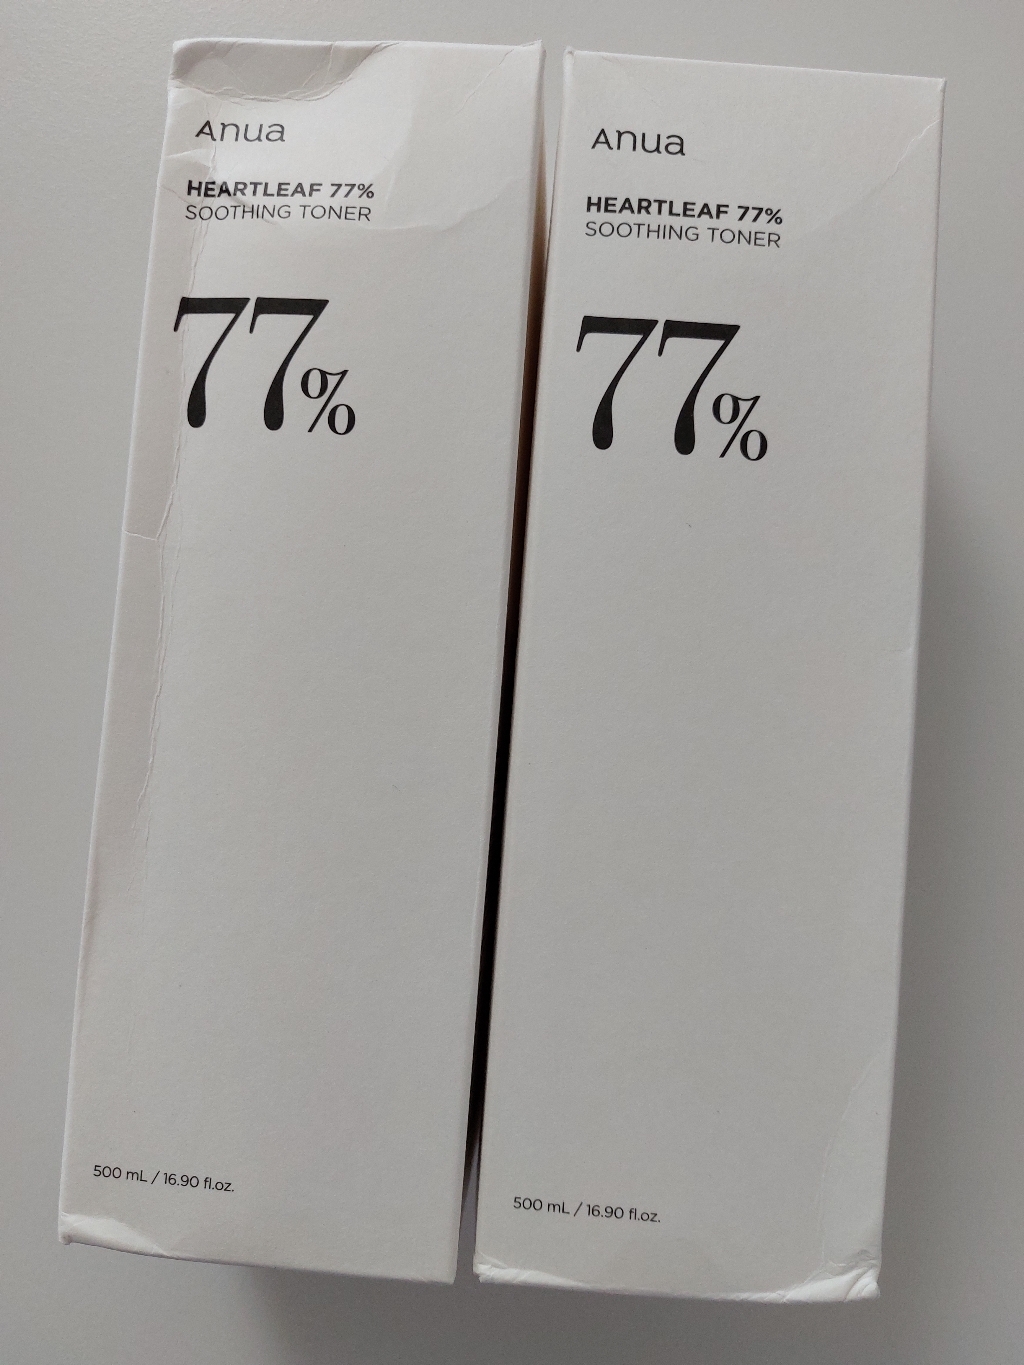 Anua
HEARTLEAF 77%
SOOTHING TONER
77%
500 mL / 16.90 fl.oz.
Anua
HEARTLEAF 77%
SOOTHING TONER
77%
500 mL / 16.90 fl.oz.